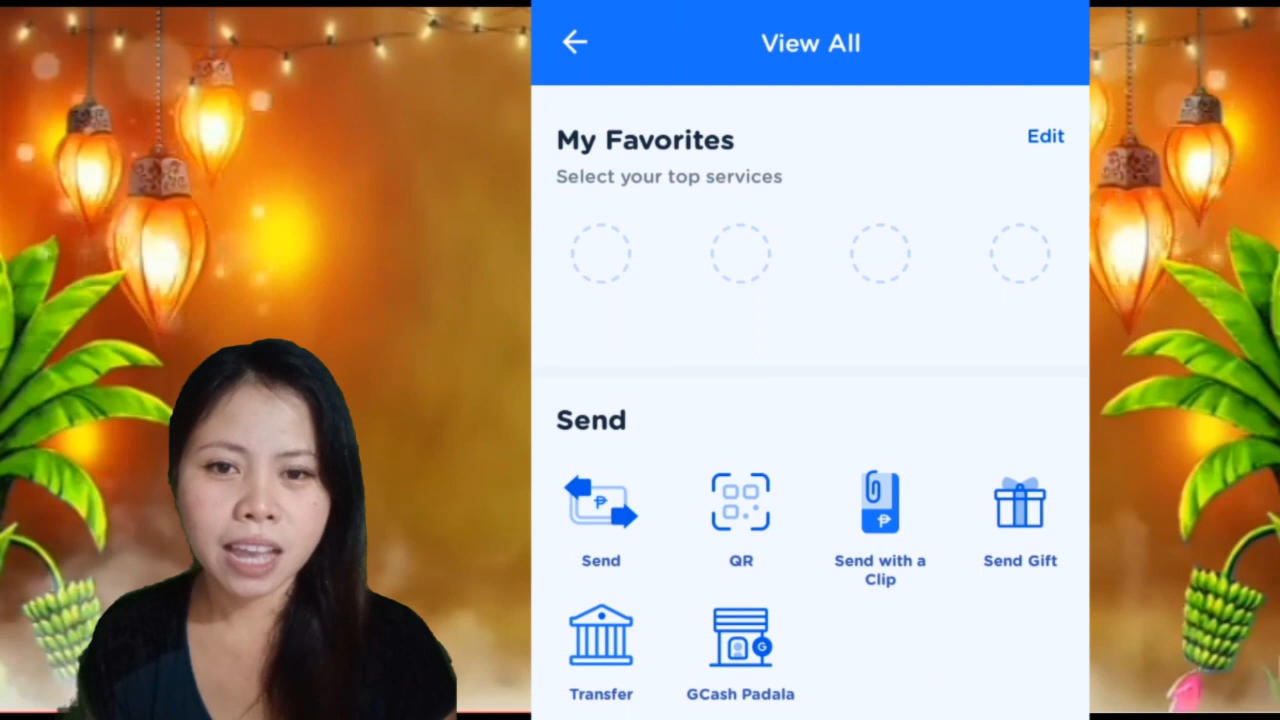 View All
My Favorites
Edit
Select your top services
Send
₱
₱
Send
QR
Send with a
Clip
Send Gift
G
Transfer
GCash Padala